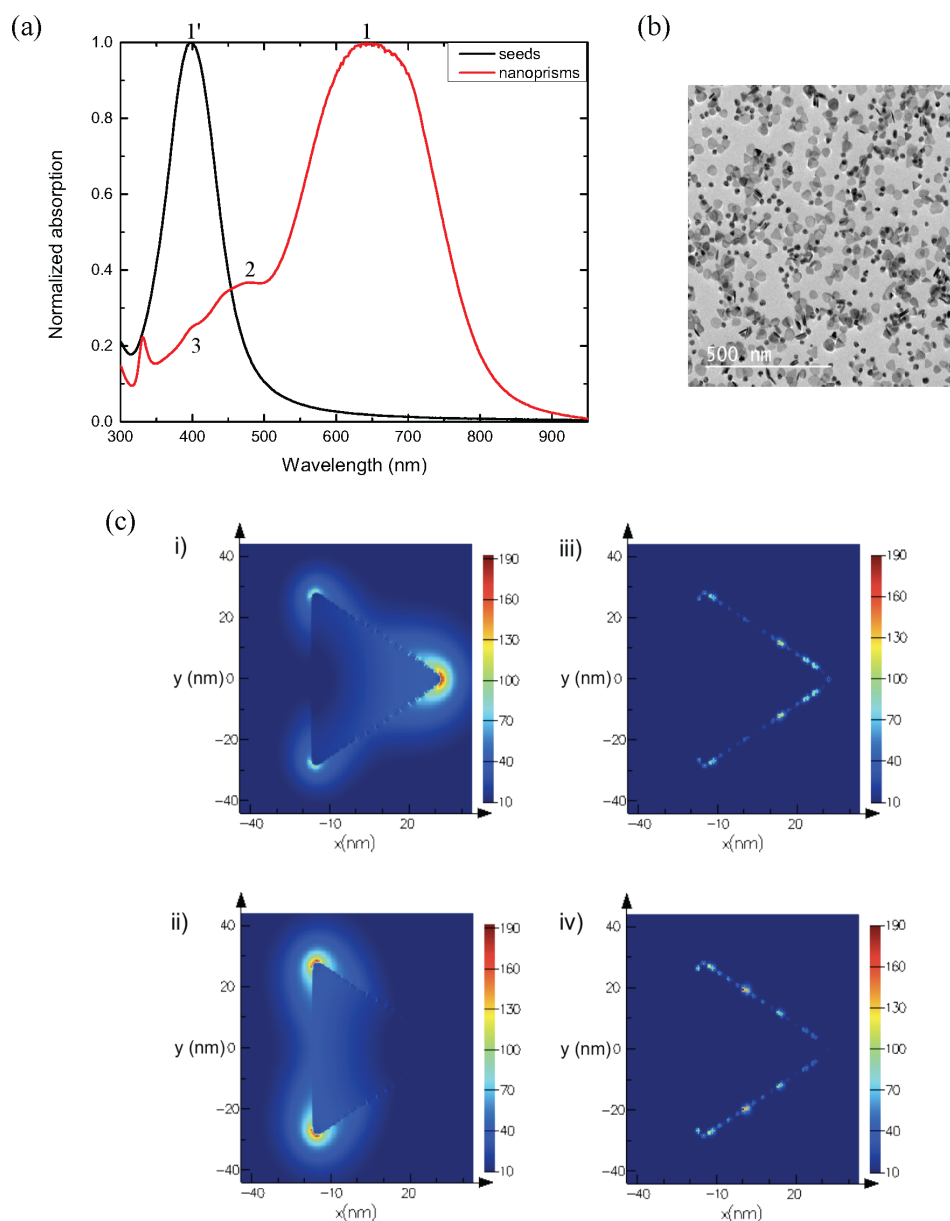 (a)
1'
1
seeds
nanoprisms
1.0
0.8
0.6
0.4
0.2
0.0
2
3
300 400 500 600 700 800 900
Normalized absorption
Wavelength (nm)
(b)
500 nm
(c)
i)
40
20
0
−20
−40
y (nm)
−40 −10 20
x(nm)
190
160
130
100
70
40
10
iii)
40
20
0
−20
−40
y (nm)
−40 −10 20
x(nm)
190
160
130
100
70
40
10
ii)
40
20
0
−20
−40
y (nm)
−40 −10 20
x(nm)
190
160
130
100
70
40
10
iv)
40
20
0
−20
−40
y (nm)
−40 −10 20
x(nm)
190
160
130
100
70
40
10